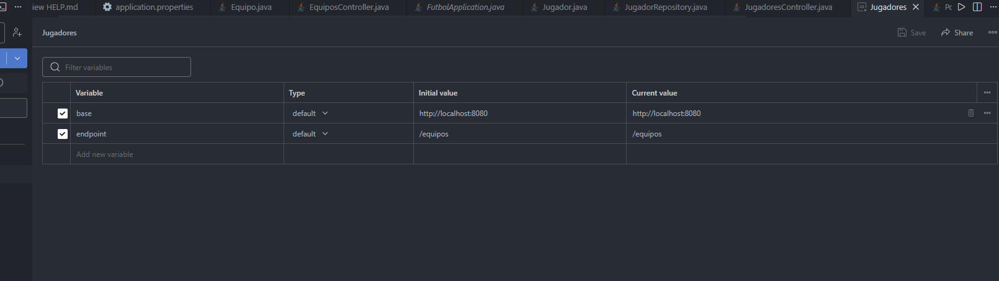 iew HELP.md application.properties Equipo.java EquiposController.java FutbolApplication.java Jugador.java JugadorRepository.java JugadoresController.java Jugadores
Jugadores Save Share
Filter variables
Variable Type Initial value Current value
base default http://localhost:8080 http://localhost:8080
endpoint default /equipos /equipos
Add new variable